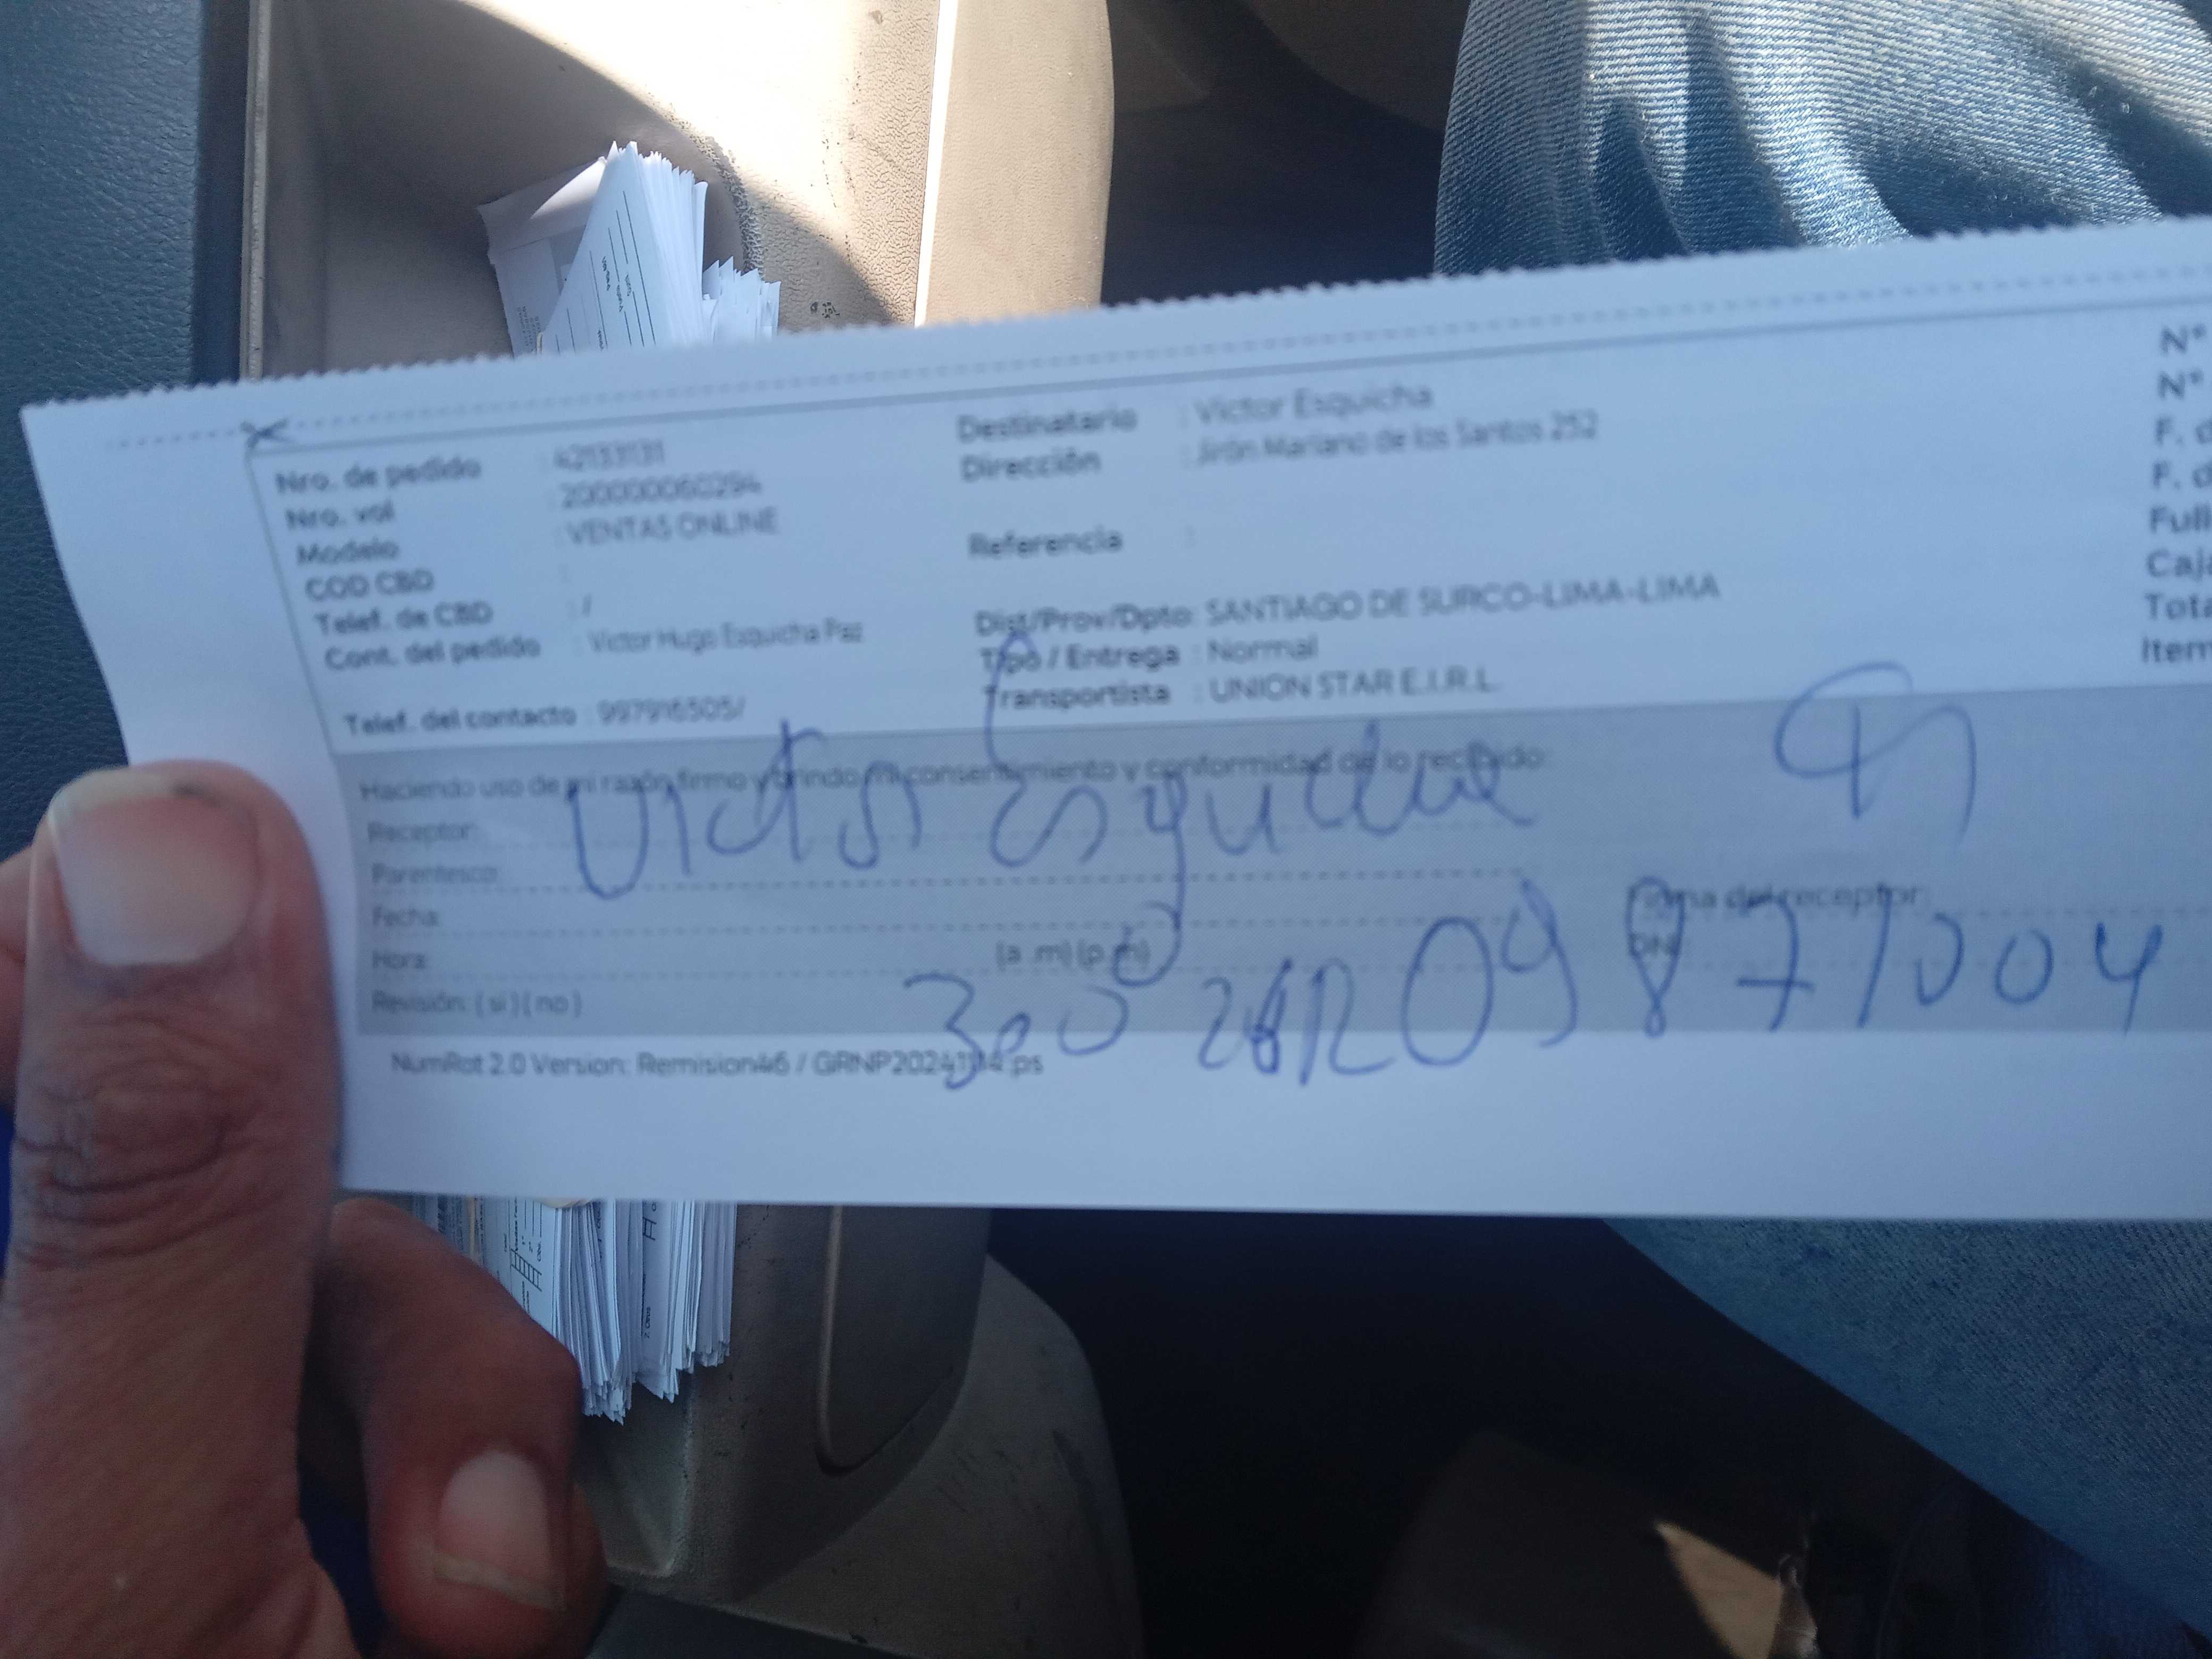 Nro. de pedido : 42133131
Nro. vol : 200000060294
Modelo : VENTAS ONLINE
COD CBD :
Telef. de CBD : /
Cont. del pedido : Victor Hugo Esquicha Paz
Telef. del contacto : 997916505/
Destinatario : Victor Esquicha
Dirección : Jirón Mariano de los Santos 252
Referencia :
Dist/Prov/Dpto: SANTIAGO DE SURCO-LIMA-LIMA
Tipo / Entrega : Normal
Transportista : UNION STAR E.I.R.L.
N°
N°
F. d
F. d
Full
Caja
Tota
Item
Haciendo uso de mi razón firmo y brindo mi consentimiento y conformidad de lo recibido:
Receptor: Victor Esquicha
Parentesco:
Fecha:
Hora: (a .m) (p.m)
Revisión: ( si ) ( no )
Firma del receptor:
DNI
09871004
NumRot 2.0 Version: Remision46 / GRNP20241114.ps